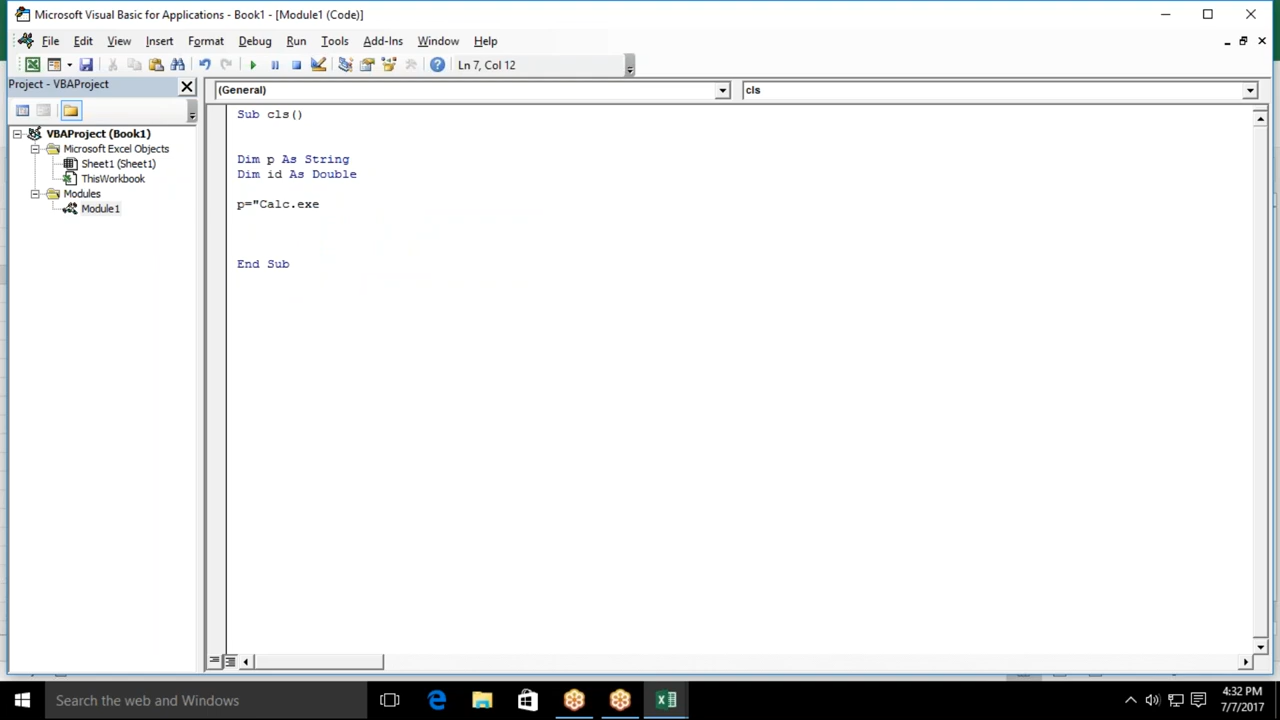 Microsoft Visual Basic for Applications - Book1 - [Module1 (Code)]
File Edit View Insert Format Debug Run Tools Add-Ins Window Help
Ln 7, Col 12
Project - VBAProject
(General) cls
VBAProject (Book1)
Microsoft Excel Objects
Sheet1 (Sheet1)
ThisWorkbook
Modules
Module1
Sub cls()
Dim p As String
Dim id As Double
p="Calc.exe
End Sub
Search the web and Windows
4:32 PM
7/7/2017